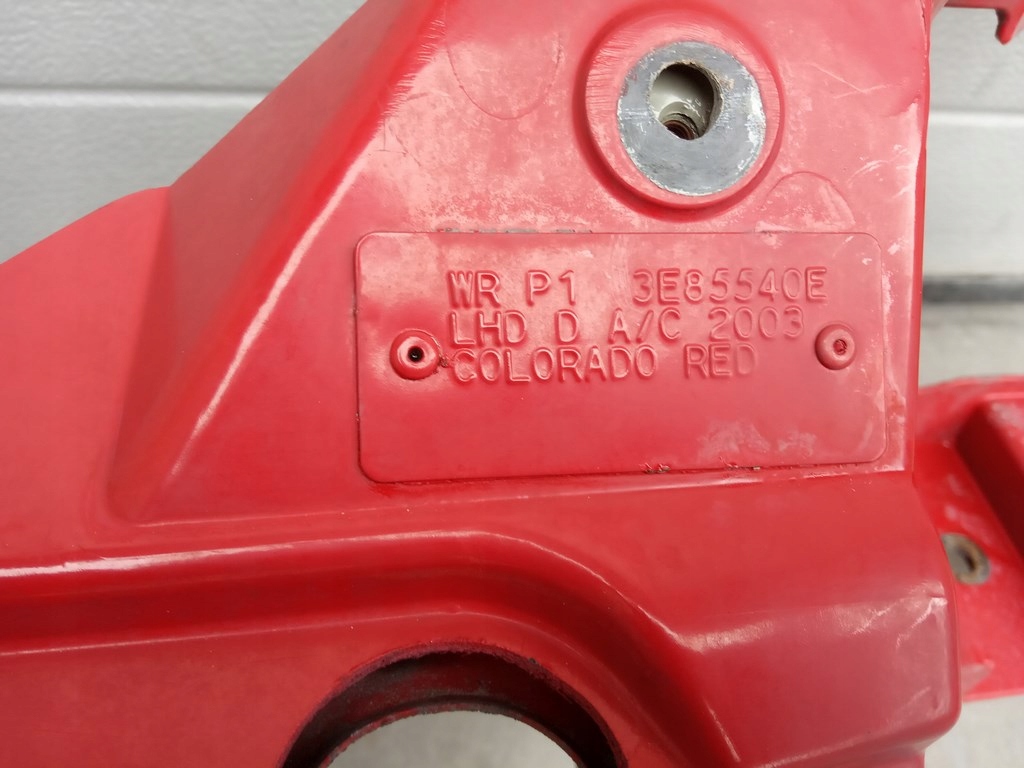 WR P1 3E85540E
LHD D A/C 2003
COLORADO RED